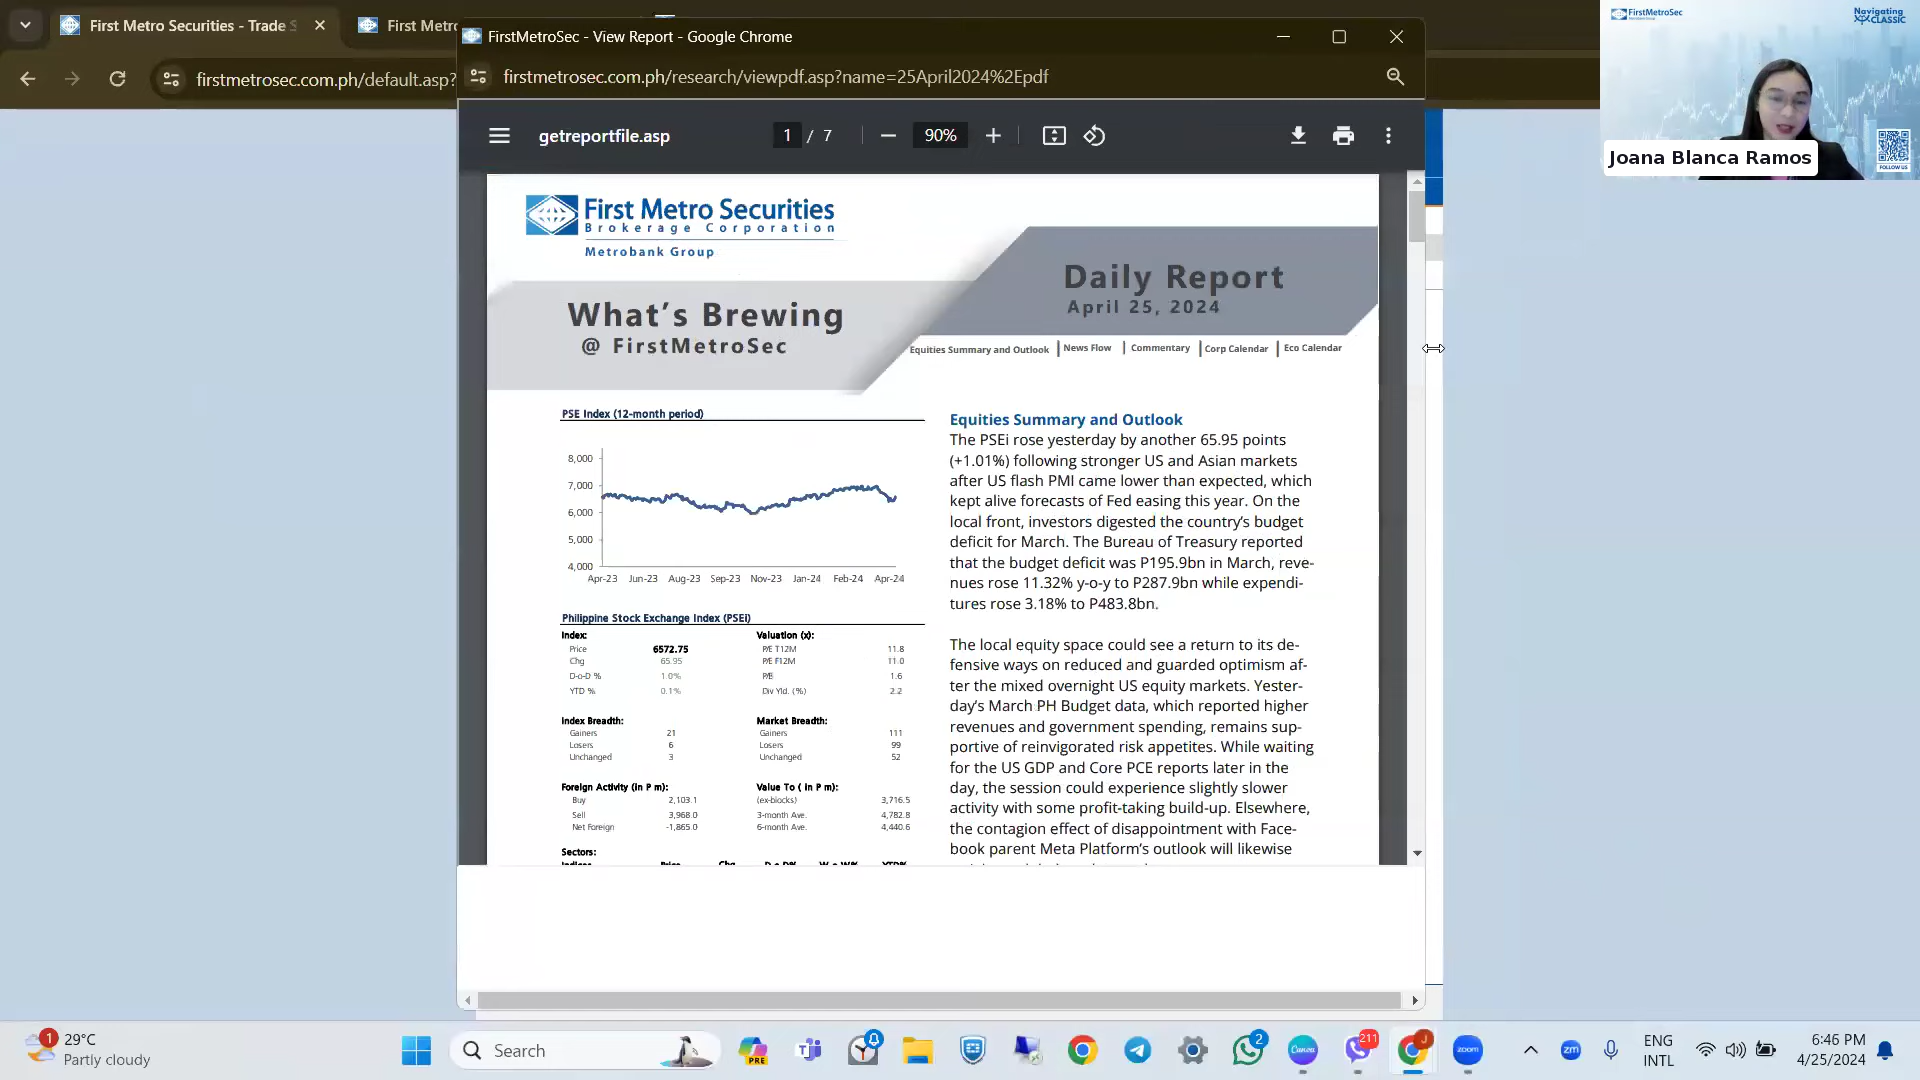 First Metro Securities - Trade S
First Metro
FirstMetroSec - View Report - Google Chrome
firstmetrosec.com.ph/default.asp?
firstmetrosec.com.ph/research/viewpdf.asp?name=25April2024%2Epdf
getreportfile.asp
1 / 7
90%
FirstMetroSec
Navigating
CLASSIC
FOLLOW US
Joana Blanca Ramos
First Metro Securities
Brokerage Corporation
Metrobank Group
Daily Report
April 25, 2024
What's Brewing
@ FirstMetroSec
Equities Summary and Outlook | News Flow | Commentary | Corp Calendar | Eco Calendar
PSE Index (12-month period)
8,000
7,000
6,000
5,000
4,000
Apr-23 Jun-23 Aug-23 Sep-23 Nov-23 Jan-24 Feb-24 Apr-24
Philippine Stock Exchange Index (PSEi)
Index: Valuation (x):
Price 6572.75 P/E T12M 11.8
Chg 65.95 P/E F12M 11.0
D-o-D % 1.0% P/B 1.6
YTD % 0.1% Div Yld. (%) 2.2
Index Breadth: Market Breadth:
Gainers 21 Gainers 111
Losers 6 Losers 99
Unchanged 3 Unchanged 52
Foreign Activity (in P m): Value To ( in P m):
Buy 2,103.1 (ex-blocks) 3,716.5
Sell 3,968.0 3-month Ave. 4,782.8
Net Foreign -1,865.0 6-month Ave. 4,440.6
Sectors:
Indices Price Chg D-o-D% W-o-W% YTD%
Equities Summary and Outlook
The PSEi rose yesterday by another 65.95 points
(+1.01%) following stronger US and Asian markets
after US flash PMI came lower than expected, which
kept alive forecasts of Fed easing this year. On the
local front, investors digested the country's budget
deficit for March. The Bureau of Treasury reported
that the budget deficit was P195.9bn in March, reve-
nues rose 11.32% y-o-y to P287.9bn while expendi-
tures rose 3.18% to P483.8bn.
The local equity space could see a return to its de-
fensive ways on reduced and guarded optimism af-
ter the mixed overnight US equity markets. Yester-
day's March PH Budget data, which reported higher
revenues and government spending, remains sup-
portive of reinvigorated risk appetites. While waiting
for the US GDP and Core PCE reports later in the
day, the session could experience slightly slower
activity with some profit-taking build-up. Elsewhere,
the contagion effect of disappointment with Face-
book parent Meta Platform's outlook will likewise
1
29°C
Partly cloudy
Search
PRE
2
Canva
211
J
zoom
zm
ENG
INTL
6:46 PM
4/25/2024